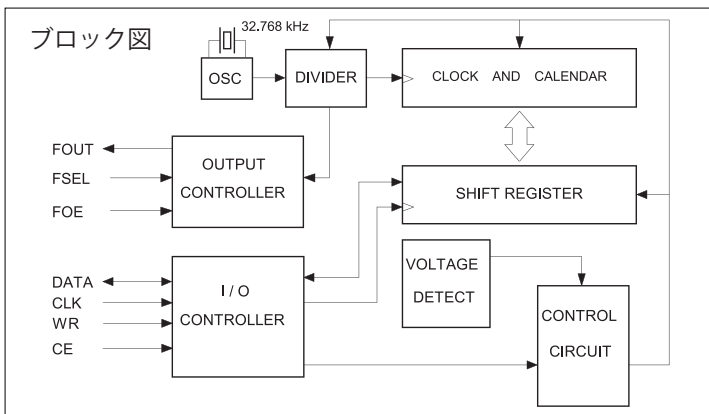 ブロック図
32.768 kHz
OSC
DIVIDER
CLOCK AND CALENDAR
FOUT
FSEL
FOE
OUTPUT
CONTROLLER
SHIFT REGISTER
DATA
CLK
WR
CE
I / O
CONTROLLER
VOLTAGE
DETECT
CONTROL
CIRCUIT